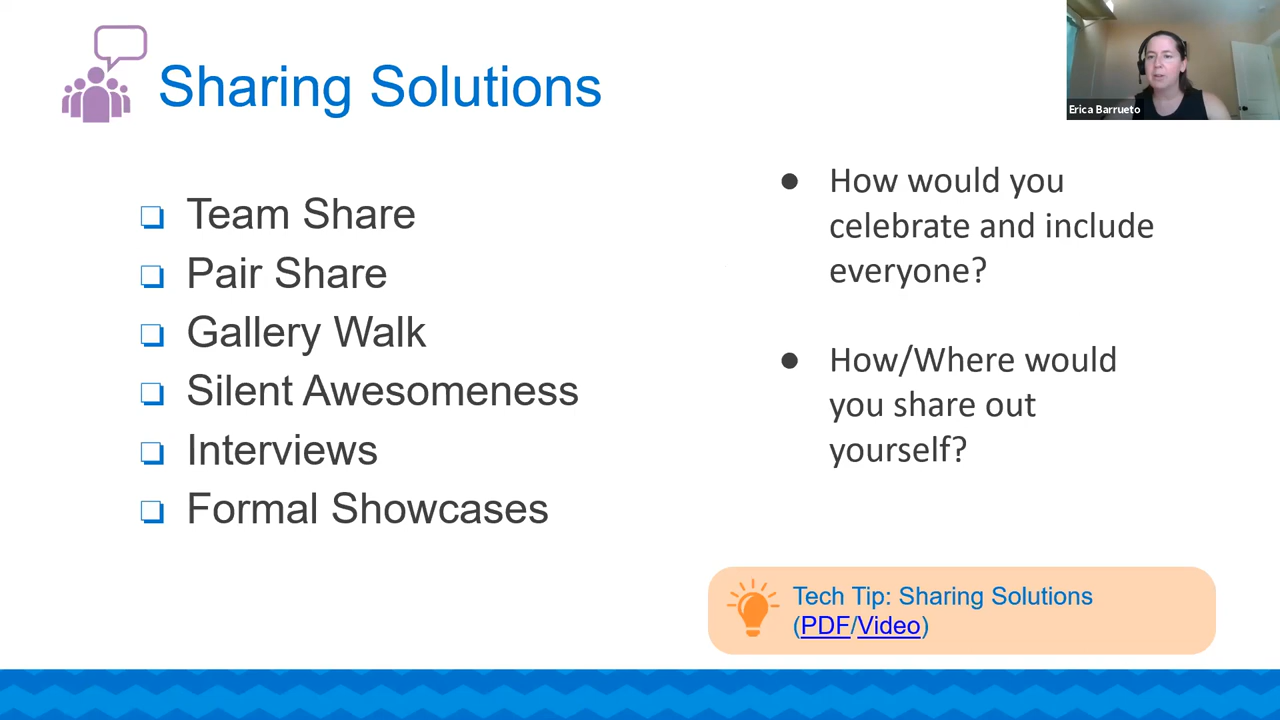 Sharing Solutions
Erica Barrueto
Team Share
Pair Share
Gallery Walk
Silent Awesomeness
Interviews
Formal Showcases
How would you
celebrate and include
everyone?
How/Where would
you share out
yourself?
Tech Tip: Sharing Solutions
(PDF/Video)